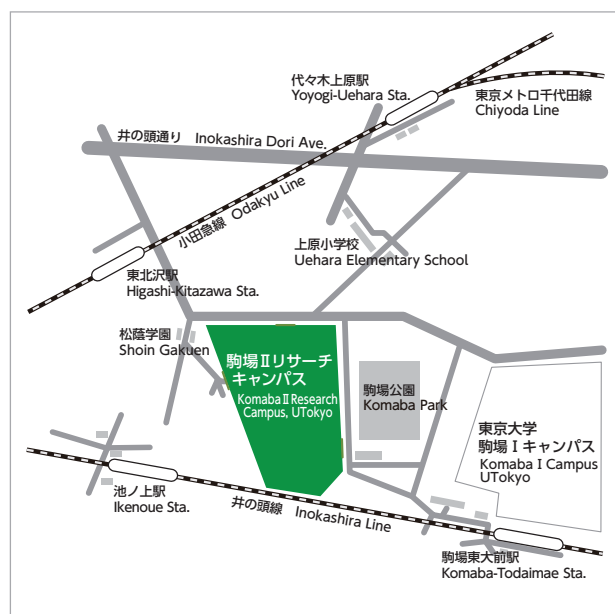 代々木上原駅
Yoyogi-Uehara Sta.
東京メトロ千代田線
Chiyoda Line
井の頭通り Inokashira Dori Ave.
小田急線 Odakyu Line
上原小学校
Uehara Elementary School
東北沢駅
Higashi-Kitazawa Sta.
松蔭学園
Shoin Gakuen
駒場Ⅱリサーチ
キャンパス
KomabaⅡResearch
Campus, UTokyo
駒場公園
Komaba Park
東京大学
駒場Ⅰキャンパス
KomabaⅠCampus
UTokyo
池ノ上駅
Ikenoue Sta.
井の頭線 Inokashira Line
駒場東大前駅
Komaba-Todaimae Sta.